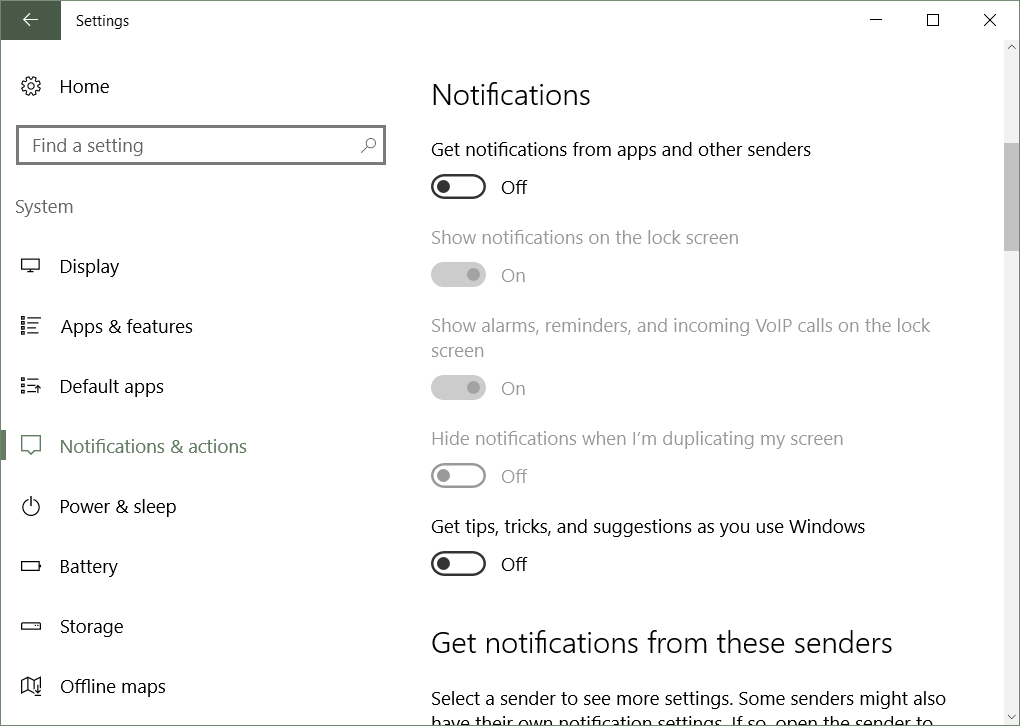 Settings
Home
Find a setting
System
Display
Apps & features
Default apps
Notifications & actions
Power & sleep
Battery
Storage
Offline maps
Notifications
Get notifications from apps and other senders
Off
Show notifications on the lock screen
On
Show alarms, reminders, and incoming VoIP calls on the lock
screen
On
Hide notifications when I’m duplicating my screen
Off
Get tips, tricks, and suggestions as you use Windows
Off
Get notifications from these senders
Select a sender to see more settings. Some senders might also
have their own notification settings. If so, open the sender to